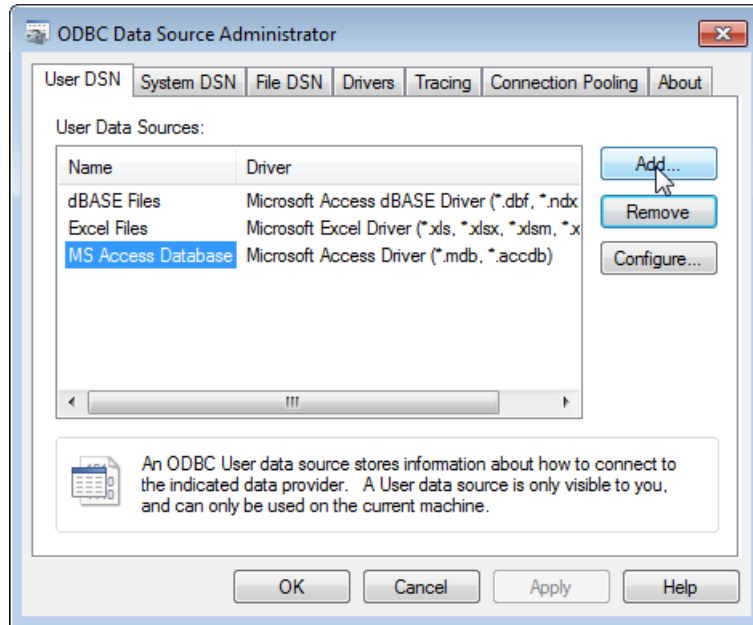 ODBC Data Source Administrator
User DSN System DSN File DSN Drivers Tracing Connection Pooling About
User Data Sources:
Name Driver Add...
dBASE Files Microsoft Access dBASE Driver (*.dbf, *.ndx
Remove
Excel Files Microsoft Excel Driver (*.xls, *.xlsx, *.xlsm, *.x
MS Access Database Microsoft Access Driver (*.mdb, *.accdb) Configure...
An ODBC User data source stores information about how to connect to
the indicated data provider. A User data source is only visible to you,
and can only be used on the current machine.
OK Cancel Apply Help